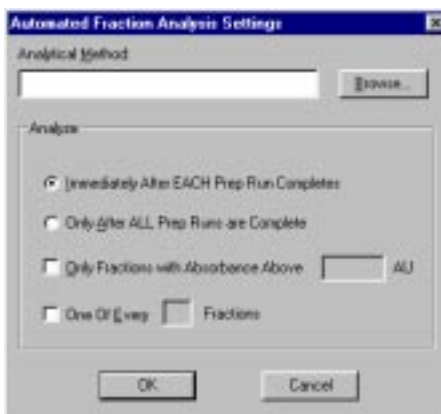 Automated Fraction Analysis Settings
Analytical Method
Browse...
Analyze
Immediately After EACH Prep Run Completes
Only After ALL Prep Runs are Complete
Only Fractions with Absorbance Above AU
One Of Every Fractions
OK Cancel